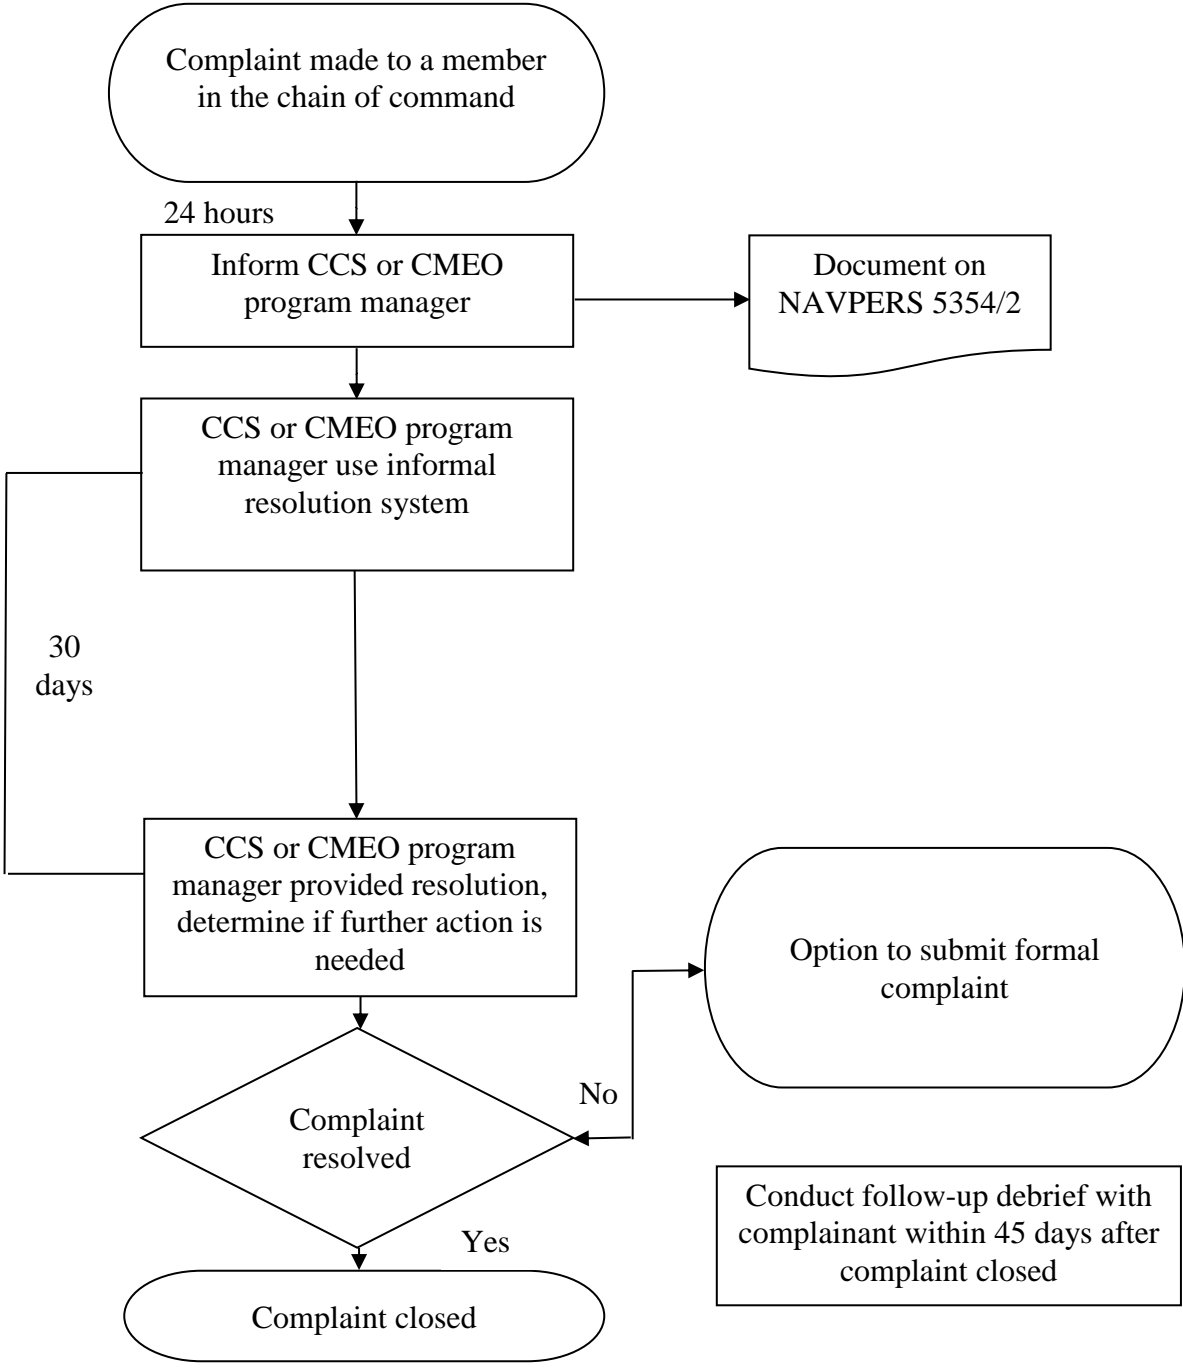 Complaint made to a member
in the chain of command
24 hours
Inform CCS or CMEO
program manager
Document on
NAVPERS 5354/2
CCS or CMEO program
manager use informal
resolution system
30
days
CCS or CMEO program
manager provided resolution,
determine if further action is
needed
Option to submit formal
complaint
No
Complaint
resolved
Conduct follow-up debrief with
complainant within 45 days after
complaint closed
Yes
Complaint closed